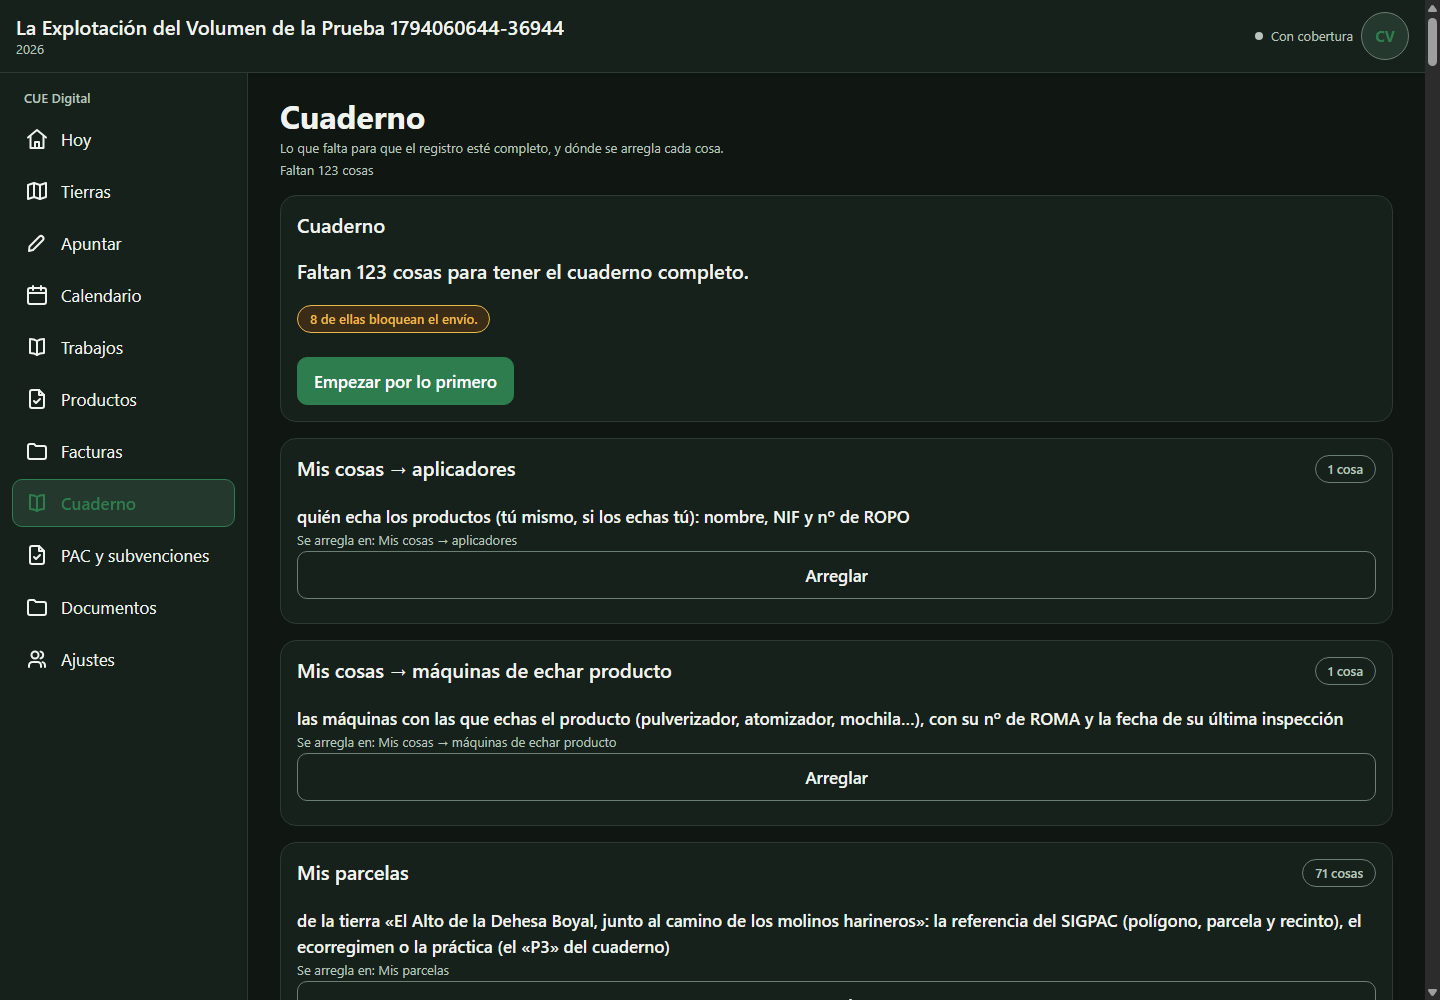 La Explotación del Volumen de la Prueba 1794060644-36944
2026
Con cobertura
CV
CUE Digital
Hoy
Tierras
Apuntar
Calendario
Trabajos
Productos
Facturas
Cuaderno
PAC y subvenciones
Documentos
Ajustes
Cuaderno
Lo que falta para que el registro esté completo, y dónde se arregla cada cosa.
Faltan 123 cosas
Cuaderno
Faltan 123 cosas para tener el cuaderno completo.
8 de ellas bloquean el envío.
Empezar por lo primero
Mis cosas → aplicadores
1 cosa
quién echa los productos (tú mismo, si los echas tú): nombre, NIF y nº de ROPO
Se arregla en: Mis cosas → aplicadores
Arreglar
Mis cosas → máquinas de echar producto
1 cosa
las máquinas con las que echas el producto (pulverizador, atomizador, mochila...), con su nº de ROMA y la fecha de su última inspección
Se arregla en: Mis cosas → máquinas de echar producto
Arreglar
Mis parcelas
71 cosas
de la tierra «El Alto de la Dehesa Boyal, junto al camino de los molinos harineros»: la referencia del SIGPAC (polígono, parcela y recinto), el
ecorregimen o la práctica (el «P3» del cuaderno)
Se arregla en: Mis parcelas